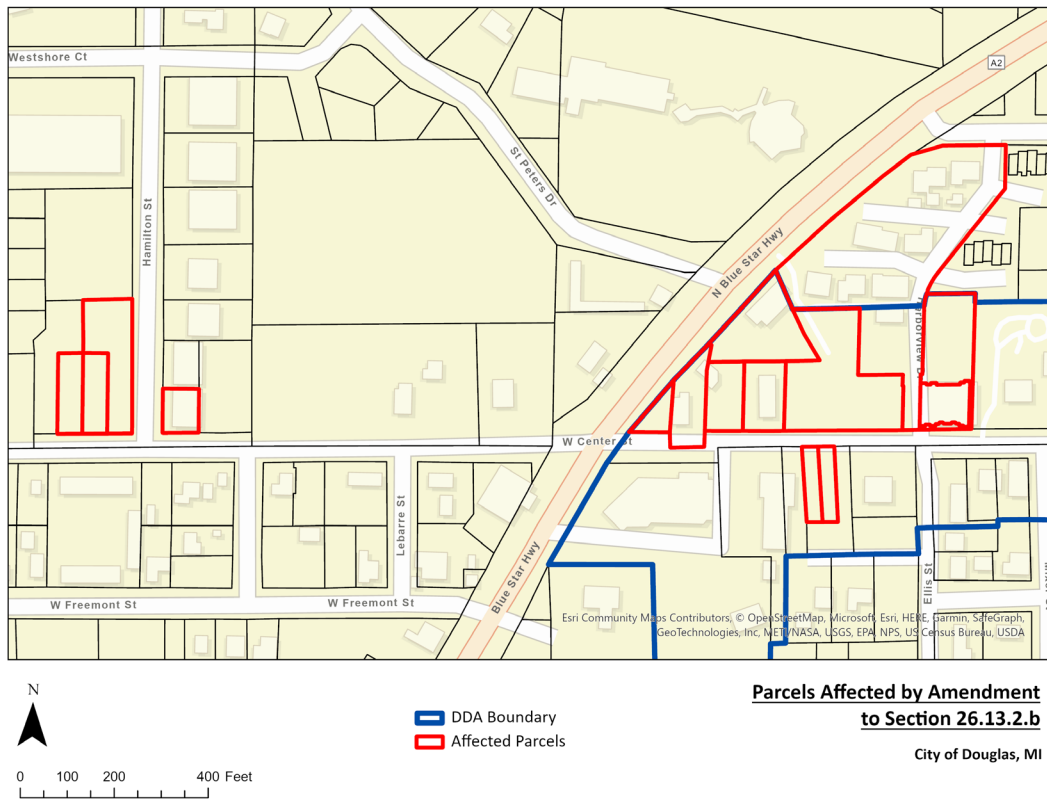 Westshore Ct
A2
St Peters Dr
Hamilton St
N Blue Star Hwy
W Center St
Lebarre St
Blue Star Hwy
Ellis St
W Freemont St
W Freemont St
Esri Community Maps Contributors, © OpenStreetMap, Microsoft, Esri, HERE, Garmin, SafeGraph,
GeoTechnologies, Inc, METI/NASA, USGS, EPA, NPS, US Census Bureau, USDA
N
0 100 200 400 Feet
DDA Boundary
Affected Parcels
Parcels Affected by Amendment
to Section 26.13.2.b
City of Douglas, MI